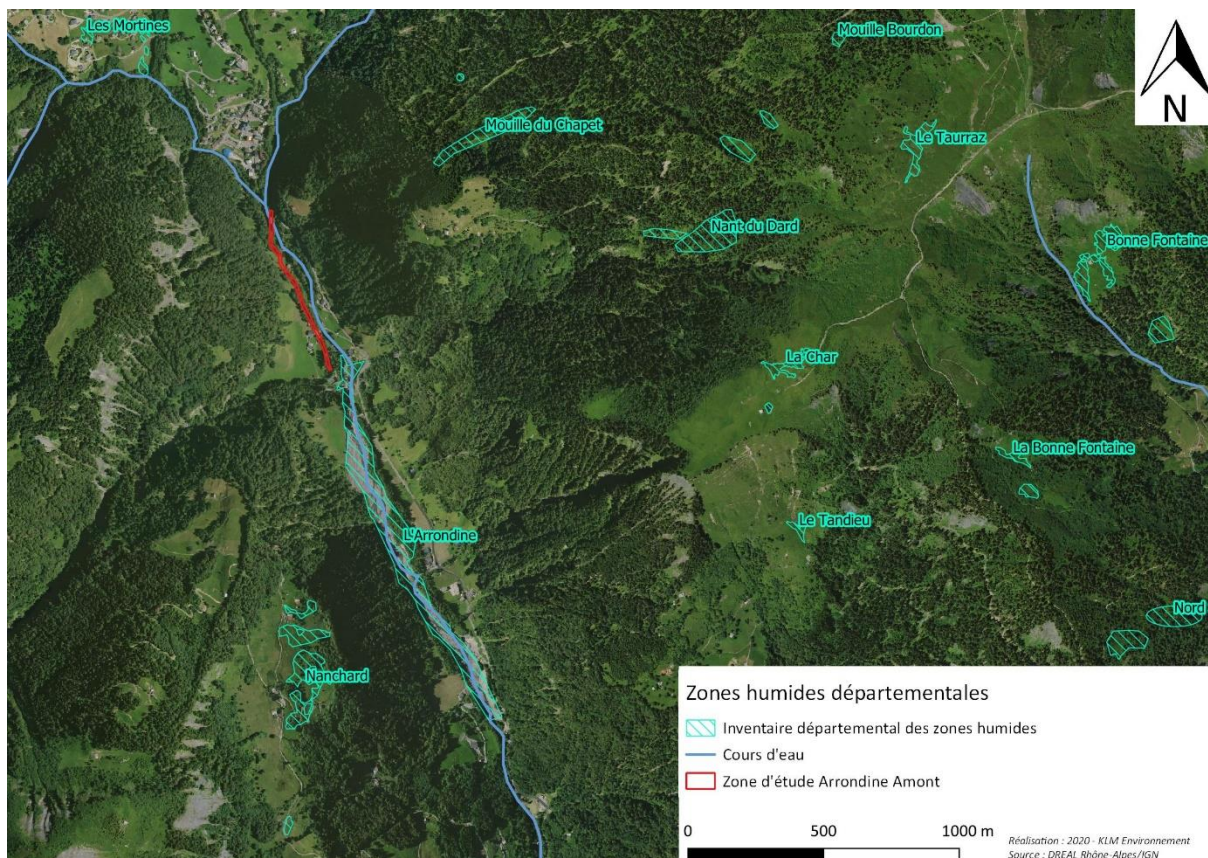 Les Mortines
Mouille Bourdon
N
Mouille du Chapet
Le Taurraz
Nant du Dard
Bonne Fontaine
La Char
La Bonne Fontaine
Le Tandieu
L'Arrondine
Nord
Nanchard
Zones humides départementales
Inventaire départemental des zones humides
Cours d'eau
Zone d'étude Arrondine Amont
0 500 1000 m
Réalisation : 2020 - KLM Environnement
Source : DREAL Rhône-Alpes/IGN